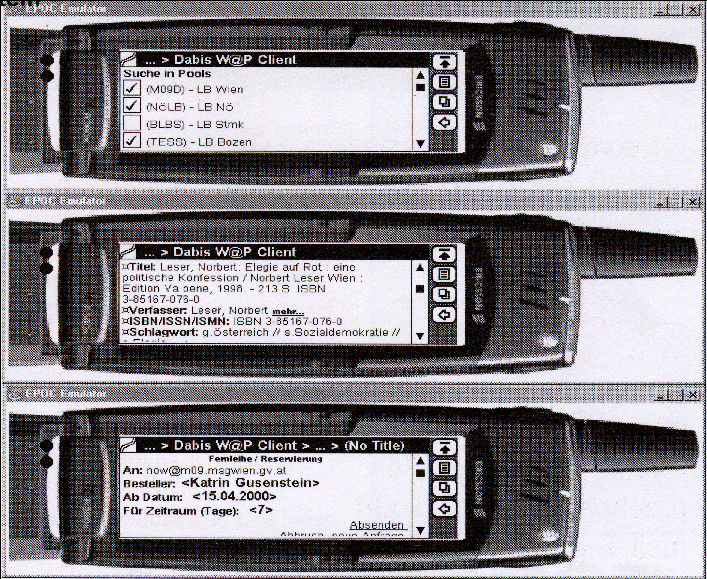 EPOC Emulator
... > Dabis W@P Client
Suche in Pools
(M09D) - LB Wien
(NöLB) - LB Nö
(BLBS) - LB Stmk
(TESS) - LB Bozen
ERICSSON
EPOC Emulator
... > Dabis W@P Client
¤Titel: Leser, Norbert: Elegie auf Rot : eine
politische Konfession / Norbert Leser Wien :
Edition Va bene, 1998. - 213 S. ISBN
3-85167-076-0
¤Verfasser: Leser, Norbert mehr...
¤ISBN/ISSN/ISMN: ISBN 3-85167-076-0
¤Schlagwort: g.Österreich // s.Sozialdemokratie //
ERICSSON
EPOC Emulator
... > Dabis W@P Client > ... > (No Title)
Fernleihe / Reservierung
An: now@m09.magwien.gv.at
Besteller: <Katrin Gusenstein>
Ab Datum: <15.04.2000>
Für Zeitraum (Tage): <7>
Absenden
Abbruch, neue Anfrage
ERICSSON